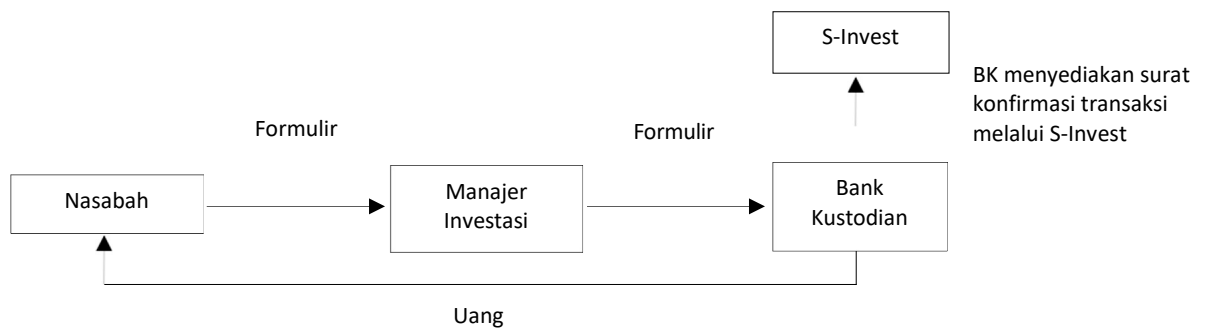 S-Invest
BK menyediakan surat
konfirmasi transaksi
melalui S-Invest
Formulir
Formulir
Nasabah
Manajer
Investasi
Bank
Kustodian
Uang